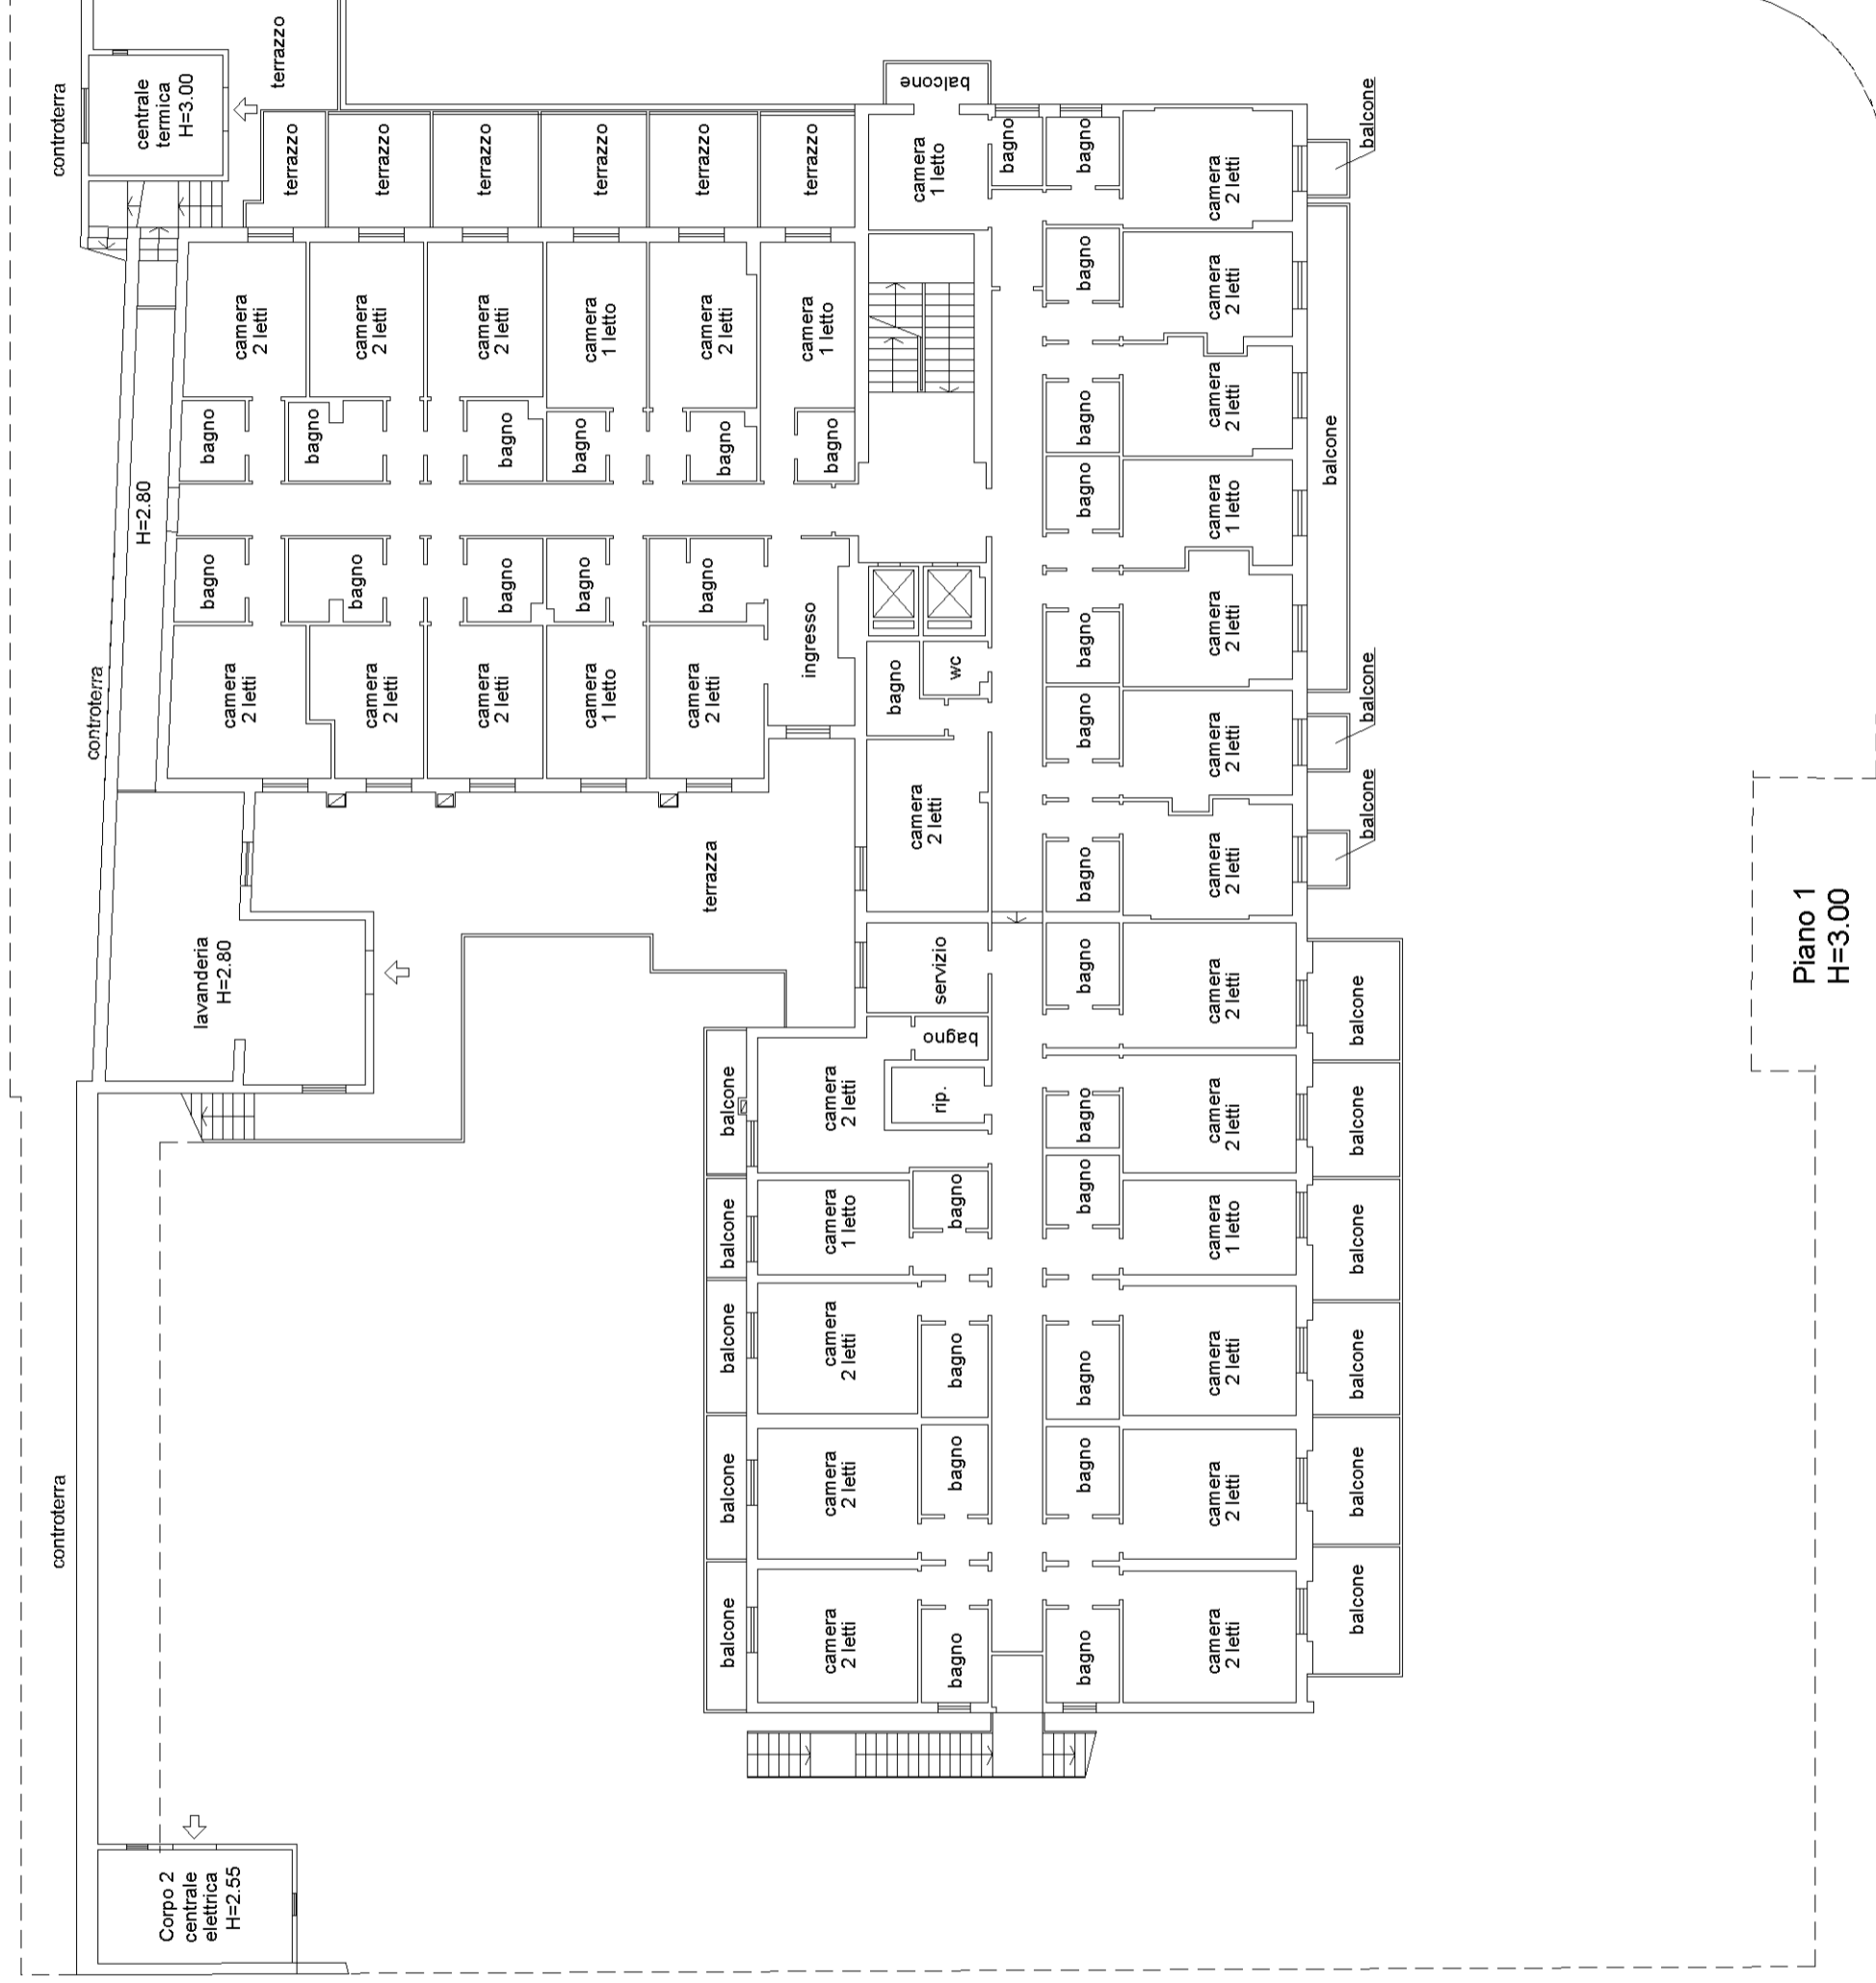 controterra
controterra
controterra
Corpo 2
centrale
elettrica
H=2.55
H=2.80
centrale
termica
H=3.00
lavanderia
H=2.80
bagno
bagno
camera
2 letti
camera
2 letti
terrazzo
terrazzo
bagno
bagno
camera
2 letti
camera
2 letti
terrazzo
bagno
bagno
camera
2 letti
camera
2 letti
terrazzo
bagno
bagno
camera
1 letto
camera
1 letto
terrazzo
bagno
bagno
camera
2 letti
camera
2 letti
terrazzo
terrazza
balcone
balcone
balcone
balcone
balcone
ingresso
bagno
camera
1 letto
terrazzo
camera
2 letti
camera
2 letti
camera
2 letti
camera
1 letto
camera
2 letti
camera
2 letti
bagno
camera
1 letto
balcone
bagno
bagno
bagno
bagno
rip.
bagno
servizio
wc
bagno
bagno
bagno
bagno
bagno
bagno
bagno
bagno
bagno
bagno
bagno
bagno
bagno
bagno
camera
2 letti
camera
2 letti
camera
2 letti
camera
1 letto
camera
2 letti
camera
2 letti
camera
2 letti
camera
2 letti
camera
2 letti
camera
1 letto
camera
2 letti
camera
2 letti
camera
2 letti
balcone
balcone
balcone
balcone
balcone
balcone
balcone
balcone
balcone
balcone
Piano 1
H=3.00